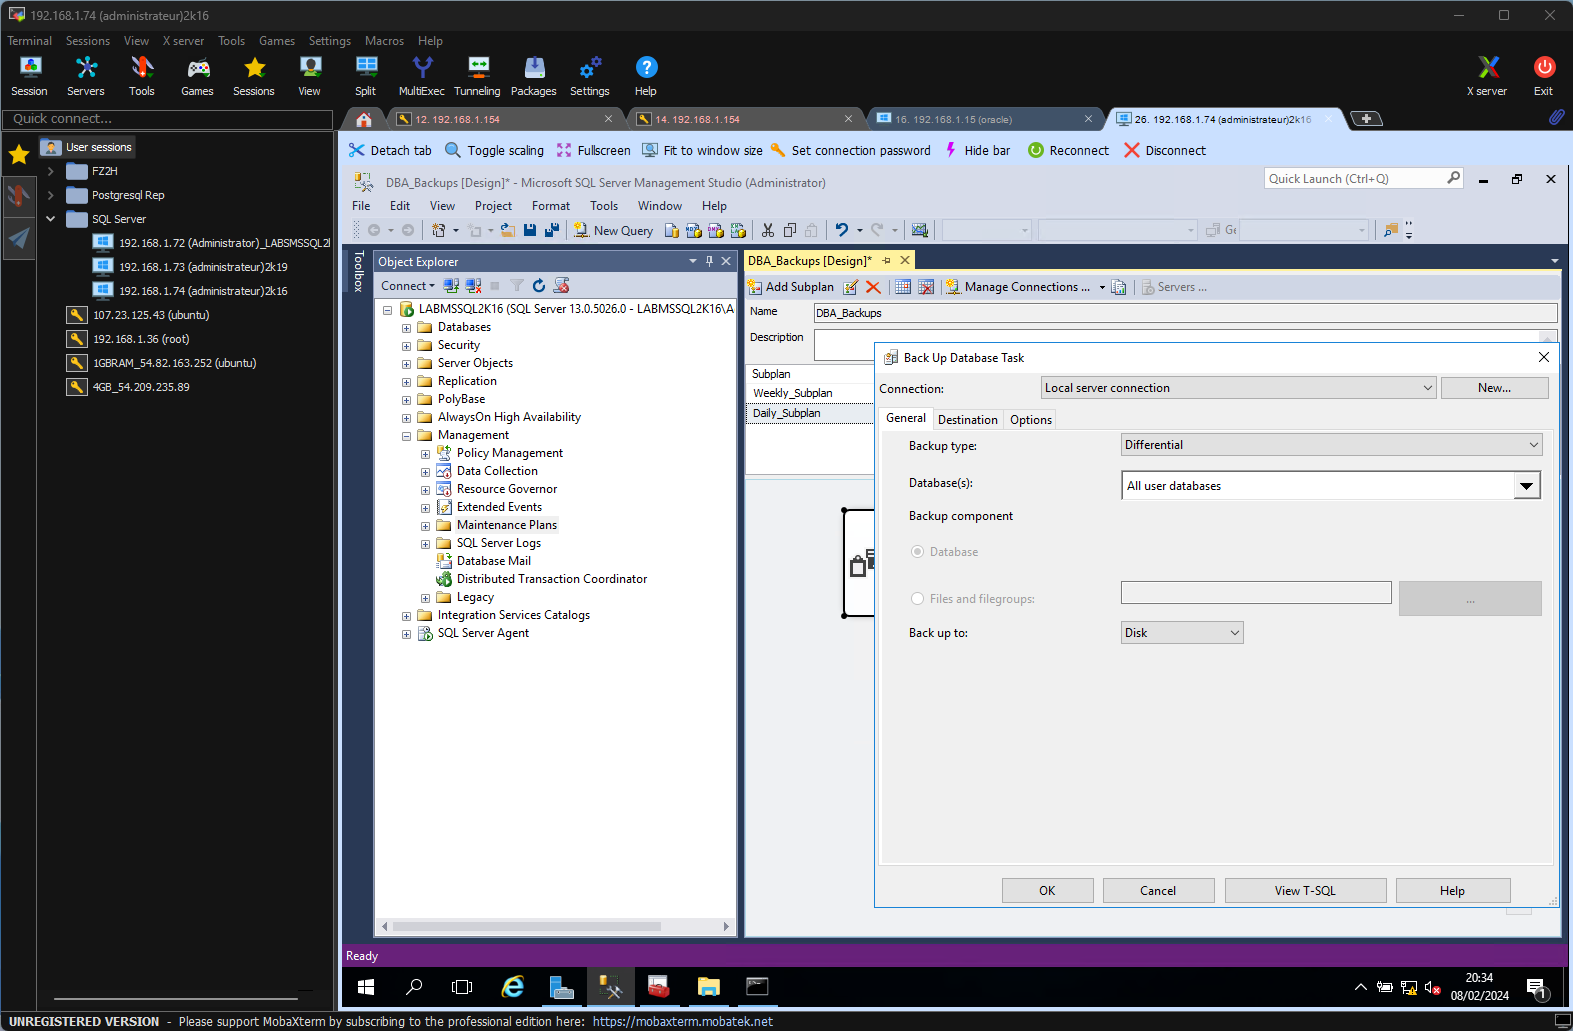 192.168.1.74 (administrateur)2k16
Terminal Sessions View X server Tools Games Settings Macros Help
Session Servers Tools Games Sessions View Split MultiExec Tunneling Packages Settings Help X server Exit
Quick connect...
12. 192.168.1.154
14. 192.168.1.154
16. 192.168.1.15 (oracle)
26. 192.168.1.74 (administrateur)2k16
User sessions
FZ2H
Postgresql Rep
SQL Server
192.168.1.72 (Administrator)_LABSMSSQL2
192.168.1.73 (administrateur)2k19
192.168.1.74 (administrateur)2k16
107.23.125.43 (ubuntu)
192.168.1.36 (root)
1GBRAM_54.82.163.252 (ubuntu)
4GB_54.209.235.89
Detach tab Toggle scaling Fullscreen Fit to window size Set connection password Hide bar Reconnect Disconnect
DBA_Backups [Design]* - Microsoft SQL Server Management Studio (Administrator)
Quick Launch (Ctrl+Q)
File Edit View Project Format Tools Window Help
New Query
MDX DMX XMLA
Ge
Toolbox
Object Explorer
Connect
LABMSSQL2K16 (SQL Server 13.0.5026.0 - LABMSSQL2K16\A
Databases
Security
Server Objects
Replication
PolyBase
AlwaysOn High Availability
Management
Policy Management
Data Collection
Resource Governor
Extended Events
Maintenance Plans
SQL Server Logs
Database Mail
Distributed Transaction Coordinator
Legacy
Integration Services Catalogs
SQL Server Agent
DBA_Backups [Design]*
Add Subplan Manage Connections ... Servers ...
Name DBA_Backups
Description
Subplan
Weekly_Subplan
Daily_Subplan
Back Up Database Task
Connection: Local server connection New...
General Destination Options
Backup type: Differential
Database(s): All user databases
Backup component
Database
Files and filegroups: ...
Back up to: Disk
OK Cancel View T-SQL Help
Ready
20:34
08/02/2024
1
UNREGISTERED VERSION - Please support MobaXterm by subscribing to the professional edition here: https://mobaxterm.mobatek.net